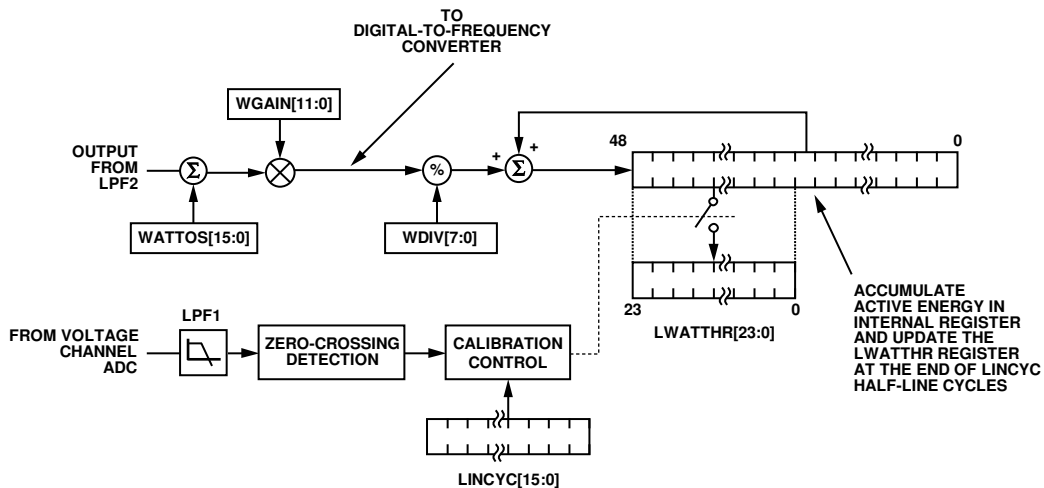 TO
DIGITAL-TO-FREQUENCY
CONVERTER
WGAIN[11:0]
OUTPUT
FROM
LPF2
Σ
%
+
+
Σ
48
0
WATTOS[15:0]
WDIV[7:0]
23
0
LWATTHR[23:0]
ACCUMULATE
ACTIVE ENERGY IN
INTERNAL REGISTER
AND UPDATE THE
LWATTHR REGISTER
AT THE END OF LINCYC
HALF-LINE CYCLES
FROM VOLTAGE
CHANNEL
ADC
LPF1
ZERO-CROSSING
DETECTION
CALIBRATION
CONTROL
LINCYC[15:0]